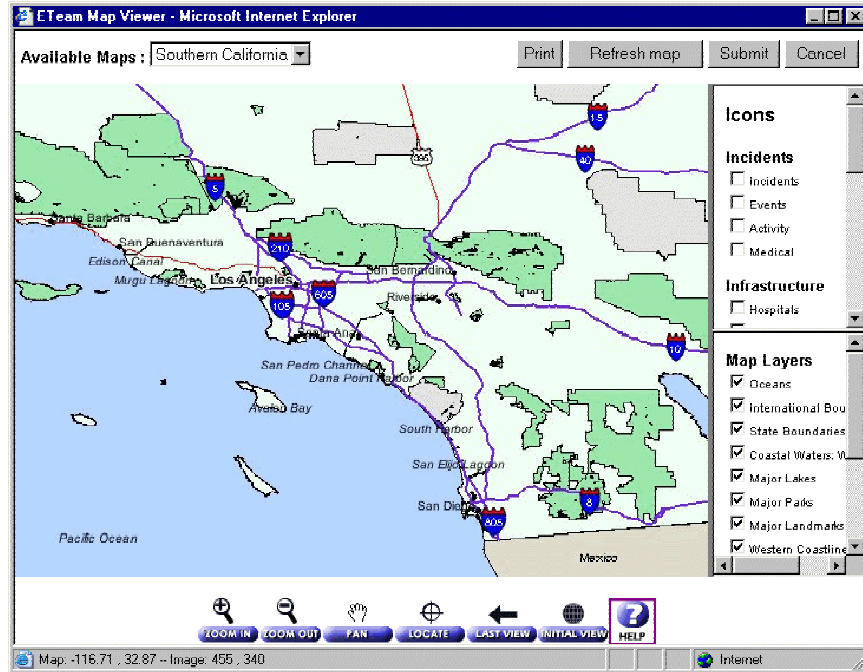 ETeam Map Viewer - Microsoft Internet Explorer
Available Maps : Southern California
Print Refresh map Submit Cancel
Icons
Incidents
Incidents
Events
Activity
Medical
Infrastructure
Hospitals
Map Layers
Oceans
International Bou
State Boundaries
Coastal Waters: W
Major Lakes
Major Parks
Major Landmarks
Western Coastline
15
40
395
5
Santa Barbara
San Buenaventura
210
Edison Canal
Mugu Lagoon
Los Angeles
San Bernardino
605
105
Riverside
Santa Ana
10
San Pedro Channel
Dana Point Harbor
Avalon Bay
South Harbor
San Elijo Lagoon
San Diego
8
805
Pacific Ocean
Mexico
ZOOM IN ZOOM OUT PAN LOCATE LAST VIEW INITIAL VIEW HELP
Map: -116.71 , 32.87 -- Image: 455 , 340
Internet